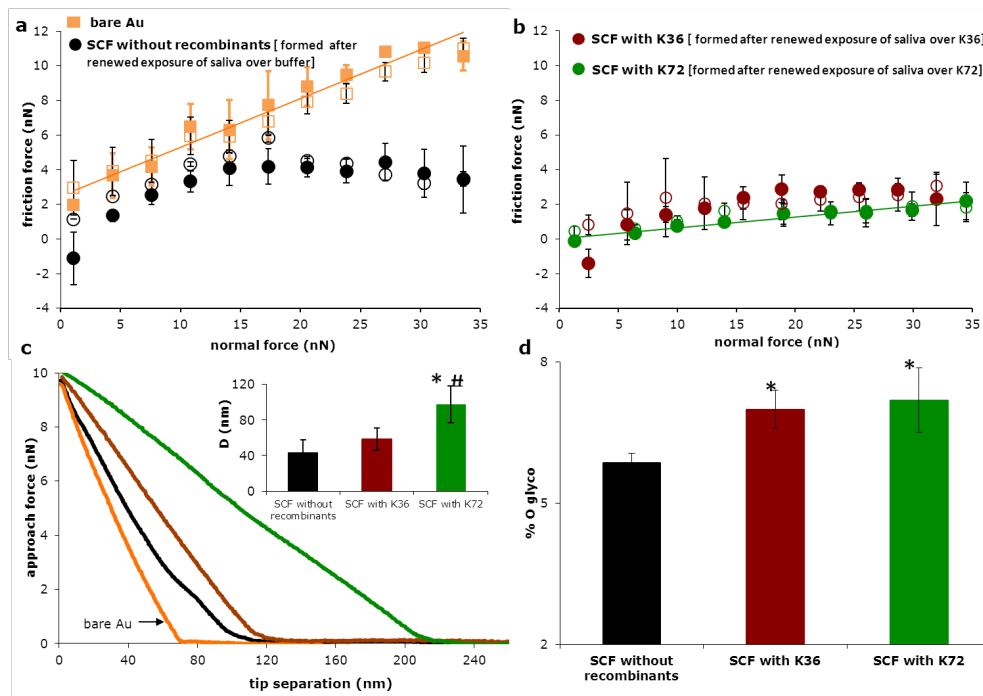 a
bare Au
SCF without recombinants [ formed after
renewed exposure of saliva over buffer]
friction force (nN)
12
10
8
6
4
2
0
-2
-4
0 5 10 15 20 25 30 35
normal force (nN)
b
SCF with K36 [ formed after renewed exposure of saliva over K36]
SCF with K72 [formed after renewed exposure of saliva over K72]
friction force (nN)
12
10
8
6
4
2
0
-2
-4
0 5 10 15 20 25 30 35
normal force (nN)
c
approach force (nN)
10
8
6
4
2
0
0 40 80 120 160 200 240
tip separation (nm)
bare Au
D (nm)
120
80
40
0
* #
SCF without
recombinants
SCF with K36
SCF with K72
d
% O glyco
8
5
2
*
*
SCF without
recombinants
SCF with K36
SCF with K72